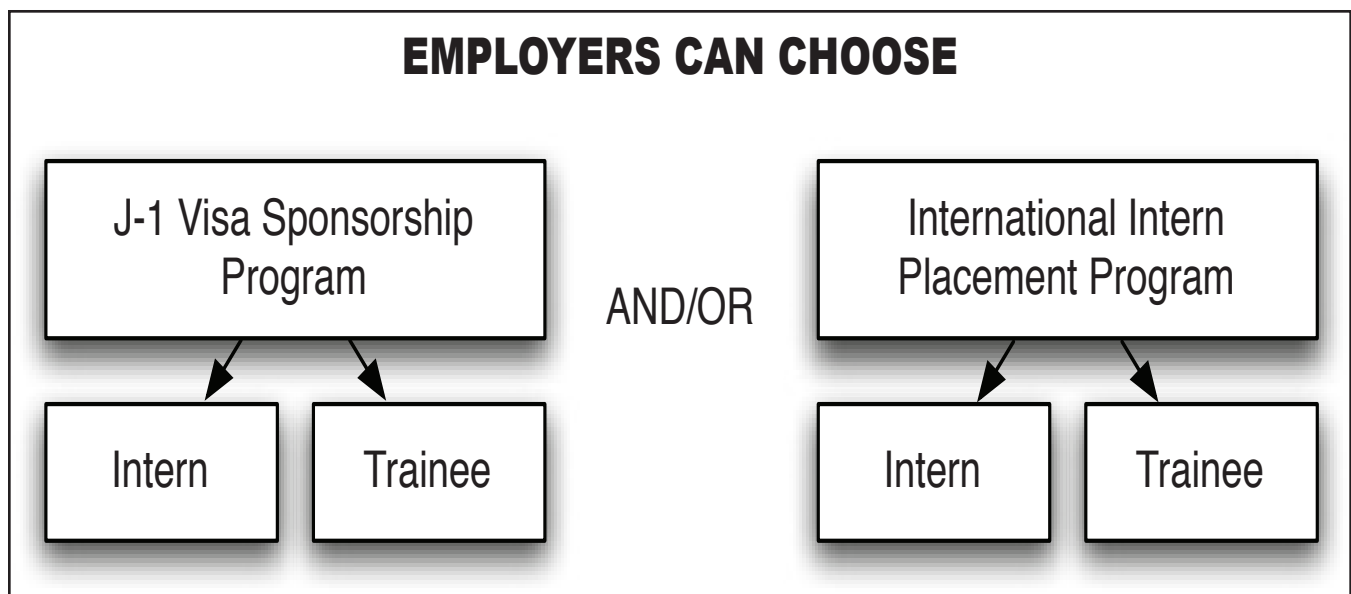 EMPLOYERS CAN CHOOSE
J-1 Visa Sponsorship
Program
AND/OR
International Intern
Placement Program
Intern
Trainee
Intern
Trainee